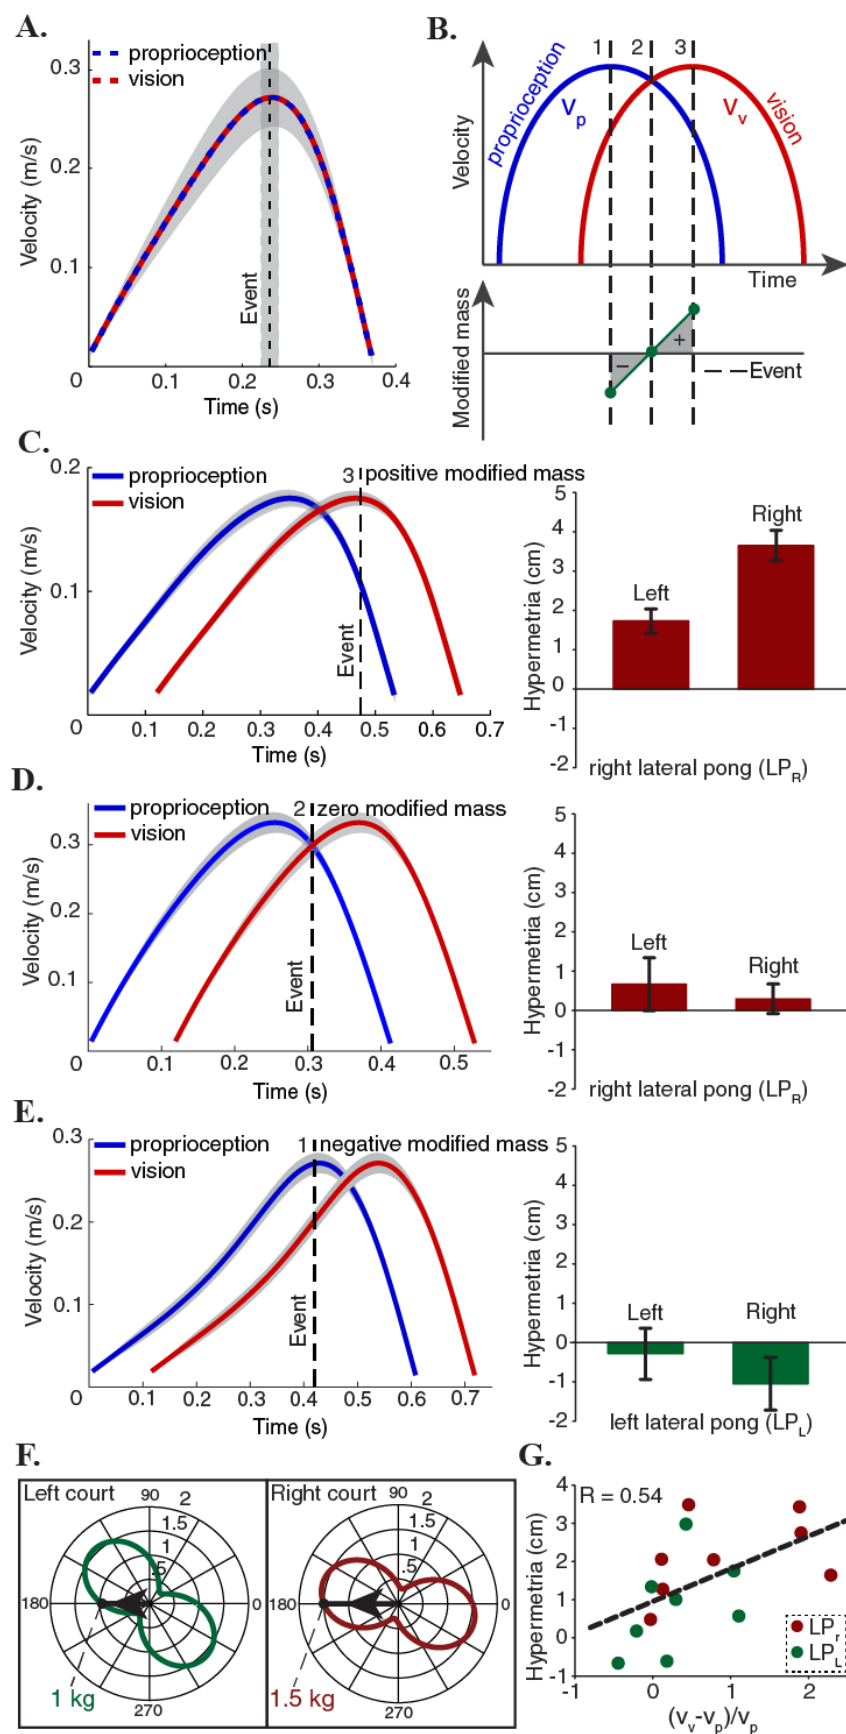 A.
proprioception
vision
0.3
0.2
0.1
0
Velocity (m/s)
Event
0.1
0.2
0.3
0.4
Time (s)
B.
1
2
3
proprioception
Vp
Vv
vision
Velocity
Time
Modified mass
−
+
Event
C.
proprioception
vision
3
positive modified mass
0.2
0.1
0
Velocity (m/s)
Event
0.1
0.2
0.3
0.4
0.5
0.6
0.7
Time (s)
5
4
3
2
1
0
-1
-2
Hypermetria (cm)
Left
Right
right lateral pong (LPR)
D.
proprioception
vision
2
zero modified mass
0.3
0.2
0.1
0
Velocity (m/s)
Event
0.1
0.2
0.3
0.4
0.5
Time (s)
5
4
3
2
1
0
-1
-2
Hypermetria (cm)
Left
Right
right lateral pong (LPR)
E.
proprioception
vision
1
negative modified mass
0.3
0.2
0.1
0
Velocity (m/s)
Event
0.1
0.2
0.3
0.4
0.5
0.6
0.7
Time (s)
5
4
3
2
1
0
-1
-2
Hypermetria (cm)
Left
Right
left lateral pong (LPL)
F.
Left court
90
2
1.5
1
.5
180
0
270
1 kg
Right court
90
2
1.5
1
.5
180
0
270
1.5 kg
G.
R = 0.54
4
3
2
1
0
-1
Hypermetria (cm)
-1
0
1
2
(vv-vp)/vp
LPr
LPL